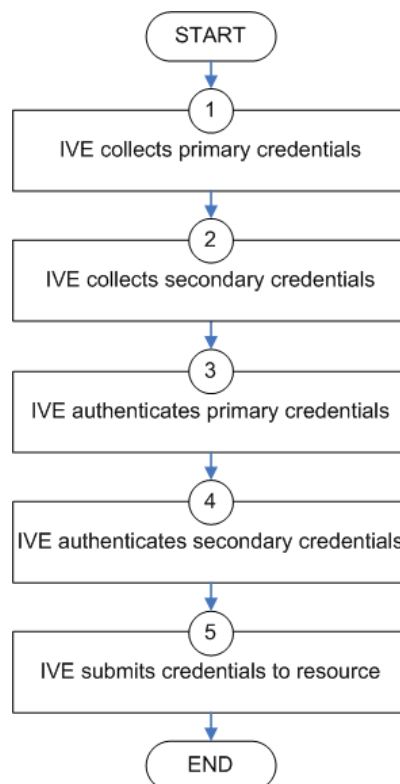 START
1
IVE collects primary credentials
2
IVE collects secondary credentials
3
IVE authenticates primary credentials
4
IVE authenticates secondary credentials
5
IVE submits credentials to resource
END